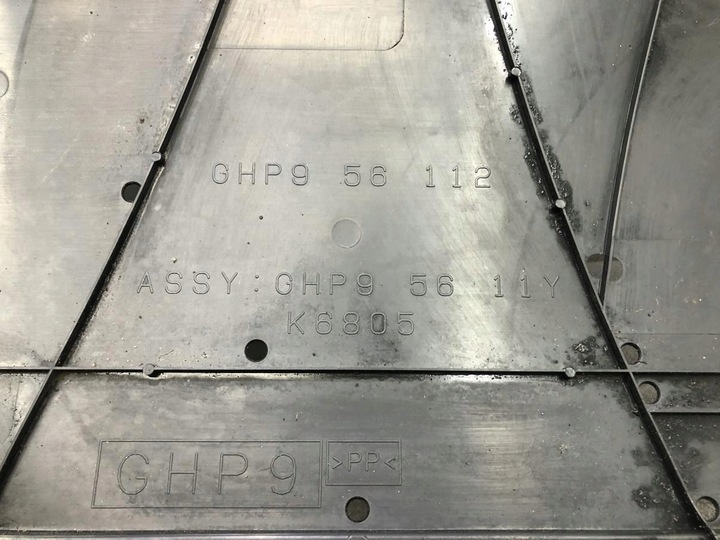 GHP9 56 112
ASSY:GHP9 56 11Y
K6805
GHP9 >PP<